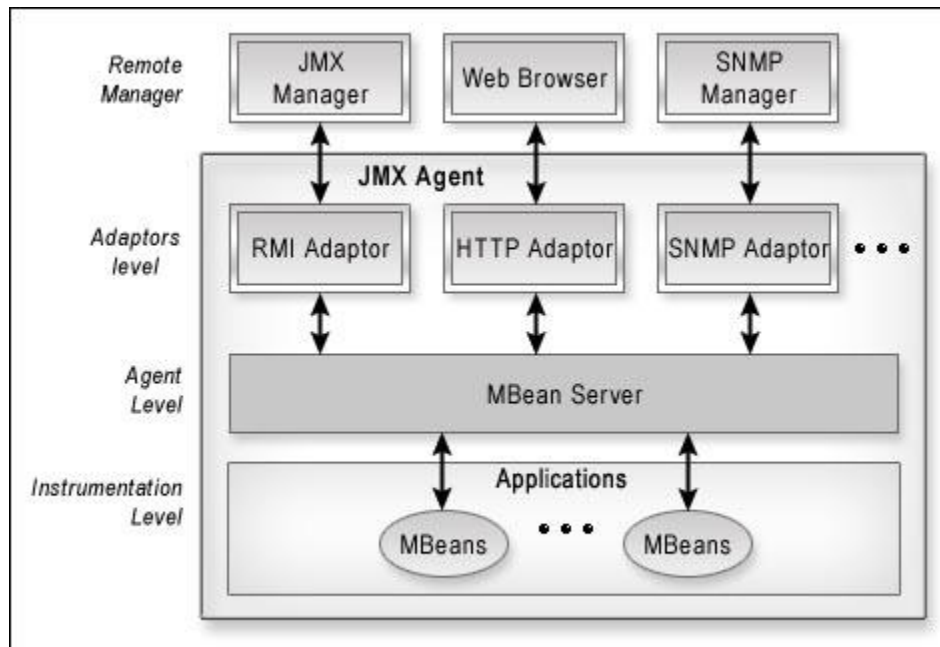 Remote
Manager
JMX
Manager
Web Browser
SNMP
Manager
JMX Agent
Adaptors
level
RMI Adaptor
HTTP Adaptor
SNMP Adaptor
Agent
Level
MBean Server
Instrumentation
Level
Applications
MBeans
MBeans